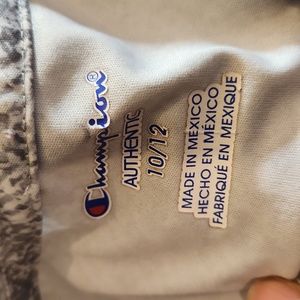 Champion®
AUTHENTIC
10/12
MADE IN MEXICO
HECHO EN MÉXICO
FABRIQUÉ EN MEXIQUE